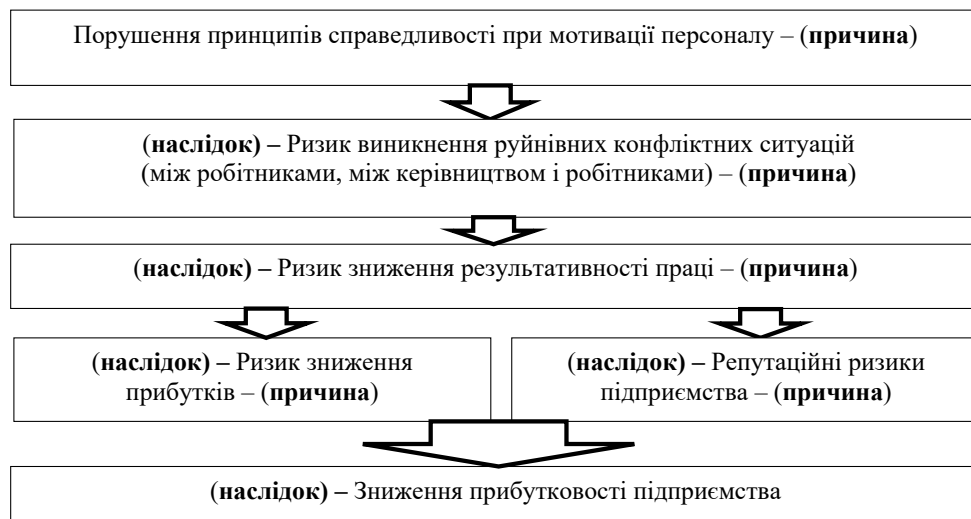 Порушення принципів справедливості при мотивації персоналу – (причина)
(наслідок) – Ризик виникнення руйнівних конфліктних ситуацій
(між робітниками, між керівництвом і робітниками) – (причина)
(наслідок) – Ризик зниження результативності праці – (причина)
(наслідок) – Ризик зниження
прибутків – (причина)
(наслідок) – Репутаційні ризики
підприємства – (причина)
(наслідок) – Зниження прибутковості підприємства